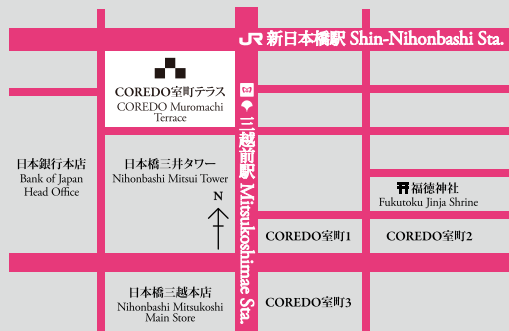 JR 新日本橋駅 Shin-Nihonbashi Sta.
COREDO室町テラス
COREDO Muromachi
Terrace
三越前駅 Mitsukoshimae Sta.
日本銀行本店
Bank of Japan
Head Office
日本橋三井タワー
Nihonbashi Mitsui Tower
N
福徳神社
Fukutoku Jinja Shrine
COREDO室町1
COREDO室町2
日本橋三越本店
Nihonbashi Mitsukoshi
Main Store
COREDO室町3